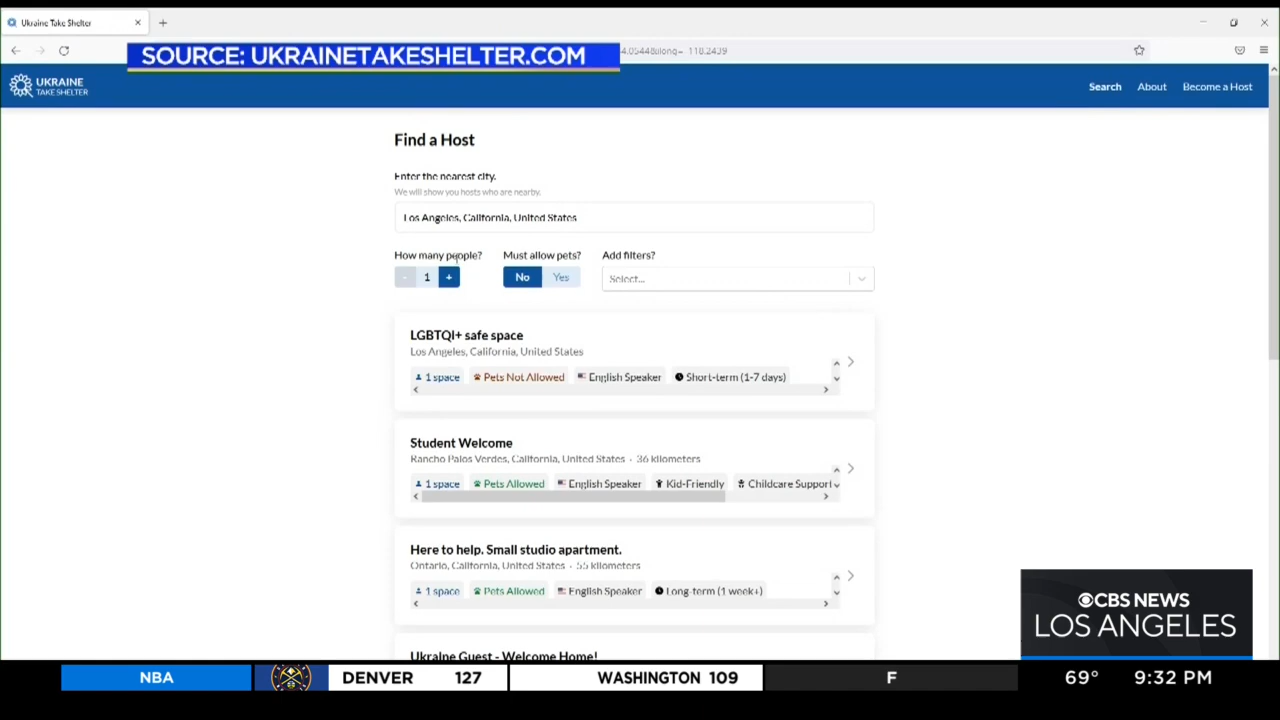 Ukraine Take Shelter
SOURCE: UKRAINETAKESHELTER.COM
4.0544&long=-118.2439
UKRAINE
TAKE SHELTER
Search
About
Become a Host
Find a Host
Enter the nearest city.
We will show you hosts who are nearby.
Los Angeles, California, United States
How many people?
Must allow pets?
Add filters?
- 1 +
No
Yes
Select...
LGBTQI+ safe space
Los Angeles, California, United States
1 space
Pets Not Allowed
English Speaker
Short-term (1-7 days)
Student Welcome
Rancho Palos Verdes, California, United States · 36 kilometers
1 space
Pets Allowed
English Speaker
Kid-Friendly
Childcare Support
Here to help. Small studio apartment.
Ontario, California, United States · 55 kilometers
1 space
Pets Allowed
English Speaker
Long-term (1 week+)
Ukraine Guest - Welcome Home!
CBS NEWS
LOS ANGELES
NBA
DENVER 127
WASHINGTON 109
F
69°
9:32 PM